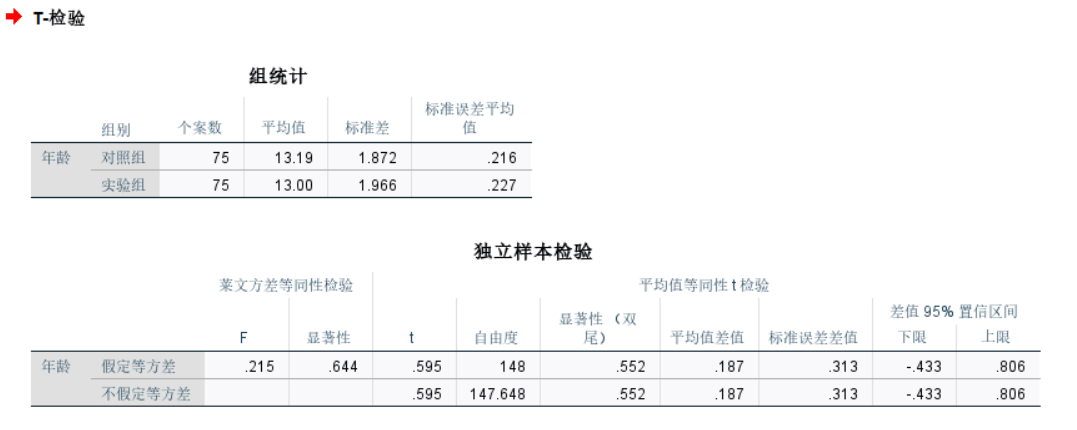 T-检验
组统计
组别 个案数 平均值 标准差 标准误差平均值
年龄 对照组 75 13.19 1.872 .216
实验组 75 13.00 1.966 .227
独立样本检验
莱文方差等同性检验 平均值等同性 t 检验
F 显著性 t 自由度 显著性（双尾） 平均值差值 标准误差差值 差值 95% 置信区间
下限 上限
年龄 假定等方差 .215 .644 .595 148 .552 .187 .313 -.433 .806
不假定等方差 .595 147.648 .552 .187 .313 -.433 .806